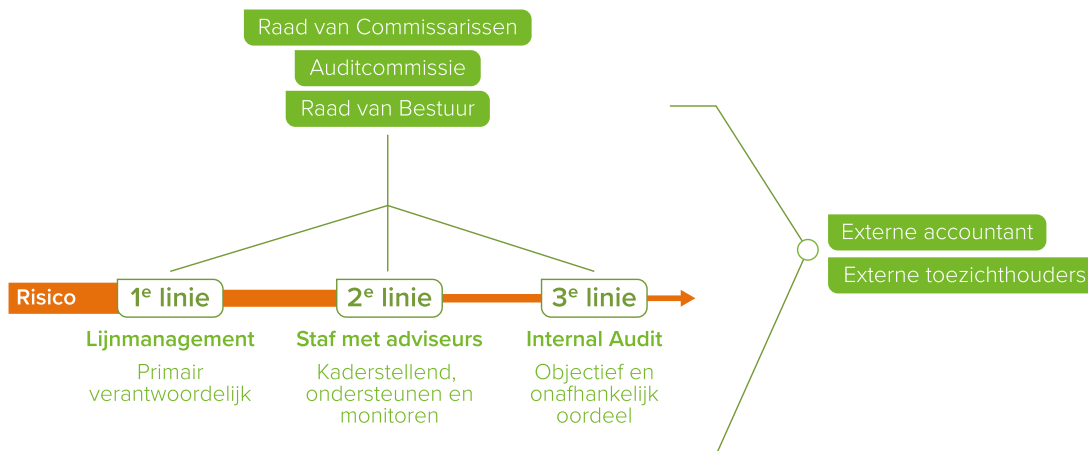 Raad van Commissarissen
Auditcommissie
Raad van Bestuur
Externe accountant
Externe toezichthouders
Risico
1e linie
2e linie
3e linie
Lijnmanagement
Primair
verantwoordelijk
Staf met adviseurs
Kaderstellend,
ondersteunen en
monitoren
Internal Audit
Objectief en
onafhankelijk
oordeel